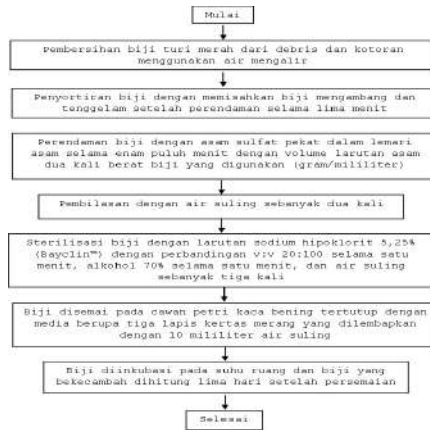 Mulai
Pembersihan biji turi merah dari debris dan kotoran
menggunakan air mengalir
Penyortiran biji dengan memisahkan biji mengambang dan
tenggelam setelah perendaman selama lima menit
Perendaman biji dengan asam sulfat pekat dalam lemari
asam selama enam puluh menit dengan volume larutan asam
dua kali berat biji yang digunakan (gram/mililiter)
Pembilasan dengan air suling sebanyak dua kali
Sterilisasi biji dengan larutan sodium hipoklorit 5,25%
(Bayclin™) dengan perbandingan v:v 20:100 selama satu
menit, alkohol 70% selama satu menit, dan air suling
sebanyak tiga kali
Biji disemai pada cawan petri kaca bening tertutup dengan
media berupa tiga lapis kertas merang yang dilembapkan
dengan 10 mililiter air suling
Biji diinkubasi pada suhu ruang dan biji yang
bekecambah dihitung lima hari setelah persemaian
Selesai